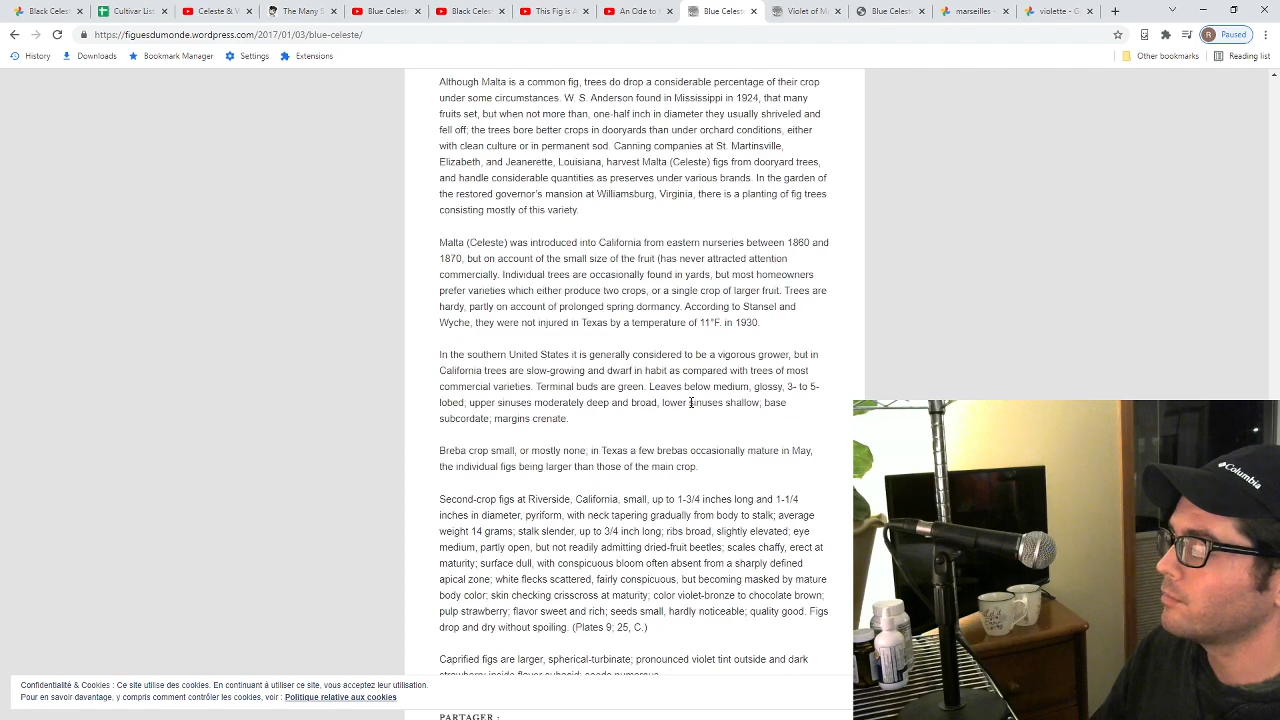 Black Celest
Cultivar List
Celeste & V
The Many S
Blue Celeste
Black Celest
This Fig is A
An Ode to t
Blue Celest
Violet of M
Blue Celest
marseilles -
violette - G
https://figuesdumonde.wordpress.com/2017/01/03/blue-celeste/
R
Paused
History
Downloads
Bookmark Manager
Settings
Extensions
Other bookmarks
Reading list
Although Malta is a common fig, trees do drop a considerable percentage of their crop
under some circumstances. W. S. Anderson found in Mississippi in 1924, that many
fruits set, but when not more than, one-half inch in diameter they usually shriveled and
fell off; the trees bore better crops in dooryards than under orchard conditions, either
with clean culture or in permanent sod. Canning companies at St. Martinsville,
Elizabeth, and Jeanerette, Louisiana, harvest Malta (Celeste) figs from dooryard trees,
and handle considerable quantities as preserves under various brands. In the garden of
the restored governor's mansion at Williamsburg, Virginia, there is a planting of fig trees
consisting mostly of this variety.
Malta (Celeste) was introduced into California from eastern nurseries between 1860 and
1870, but on account of the small size of the fruit (has never attracted attention
commercially. Individual trees are occasionally found in yards, but most homeowners
prefer varieties which either produce two crops, or a single crop of larger fruit. Trees are
hardy, partly on account of prolonged spring dormancy. According to Stansel and
Wyche, they were not injured in Texas by a temperature of 11°F. in 1930.
In the southern United States it is generally considered to be a vigorous grower, but in
California trees are slow-growing and dwarf in habit as compared with trees of most
commercial varieties. Terminal buds are green. Leaves below medium, glossy, 3- to 5-
lobed; upper sinuses moderately deep and broad, lower sinuses shallow; base
subcordate; margins crenate.
Breba crop small, or mostly none; in Texas a few brebas occasionally mature in May,
the individual figs being larger than those of the main crop.
Second-crop figs at Riverside, California, small, up to 1-3/4 inches long and 1-1/4
inches in diameter, pyriform, with neck tapering gradually from body to stalk; average
weight 14 grams; stalk slender, up to 3/4 inch long; ribs broad, slightly elevated; eye
medium, partly open, but not readily admitting dried-fruit beetles; scales chaffy, erect at
maturity; surface dull, with conspicuous bloom often absent from a sharply defined
apical zone; white flecks scattered, fairly conspicuous, but becoming masked by mature
body color; skin checking crisscross at maturity; color violet-bronze to chocolate brown;
pulp strawberry; flavor sweet and rich; seeds small, hardly noticeable; quality good. Figs
drop and dry without spoiling. (Plates 9; 25, C.)
Caprified figs are larger, spherical-turbinate; pronounced violet tint outside and dark
Confidentialité & Cookies : Ce site utilise des cookies. En continuant à utiliser ce site, vous acceptez leur utilisation.
Pour en savoir davantage, y compris comment contrôler les cookies, voir : Politique relative aux cookies
PARTAGER :
Columbia